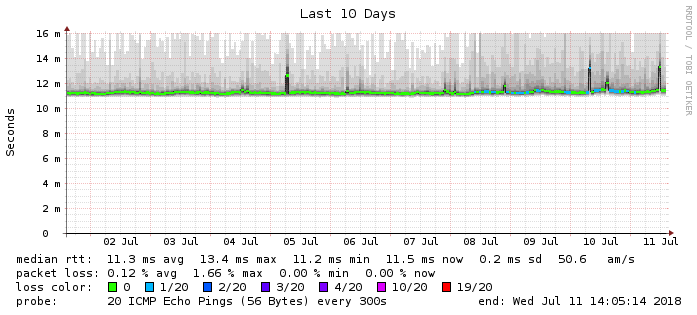 Last 10 Days
RRDTOOL / TOBI OETIKER
Seconds
16 m
14 m
12 m
10 m
8 m
6 m
4 m
2 m
0
02 Jul 03 Jul 04 Jul 05 Jul 06 Jul 07 Jul 08 Jul 09 Jul 10 Jul 11 Jul
median rtt: 11.3 ms avg 13.4 ms max 11.2 ms min 11.5 ms now 0.2 ms sd 50.6 am/s
packet loss: 0.12 % avg 1.66 % max 0.00 % min 0.00 % now
loss color: 0 1/20 2/20 3/20 4/20 10/20 19/20
probe: 20 ICMP Echo Pings (56 Bytes) every 300s end: Wed Jul 11 14:05:14 2018